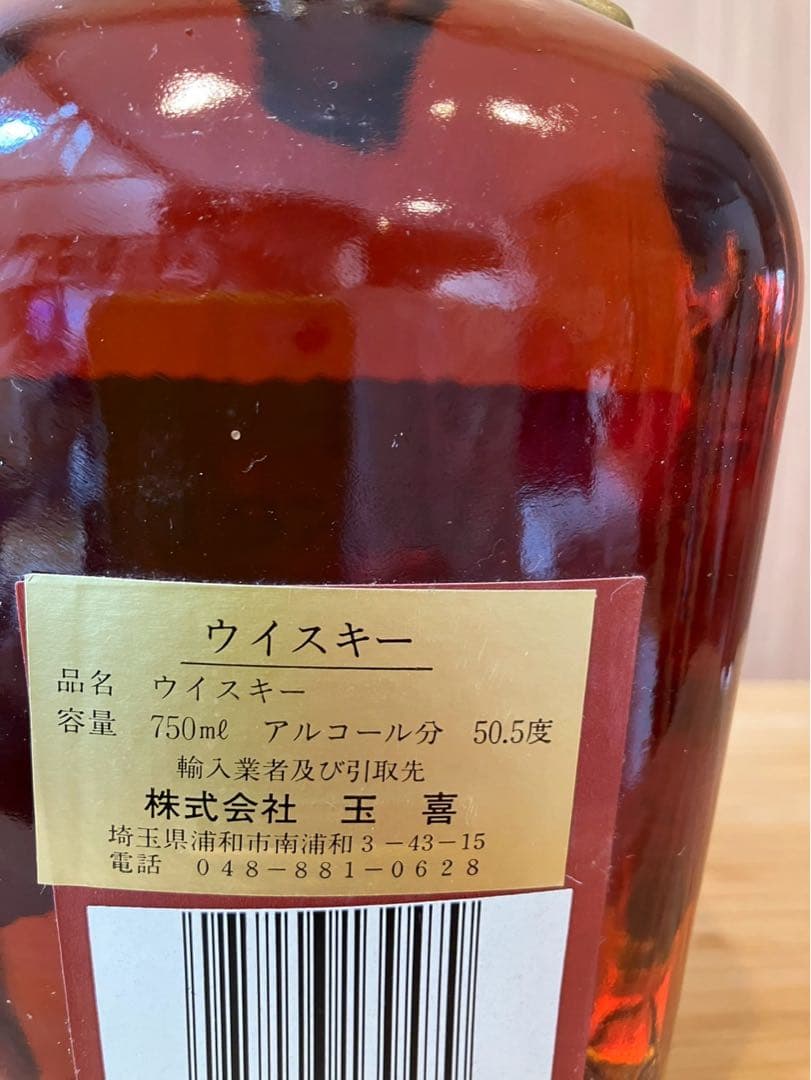 ウイスキー
品名 ウイスキー
容量 750mℓ アルコール分 50.5度
輸入業者及び引取先
株式会社 玉喜
埼玉県浦和市南浦和3-43-15
電話 048-881-0628